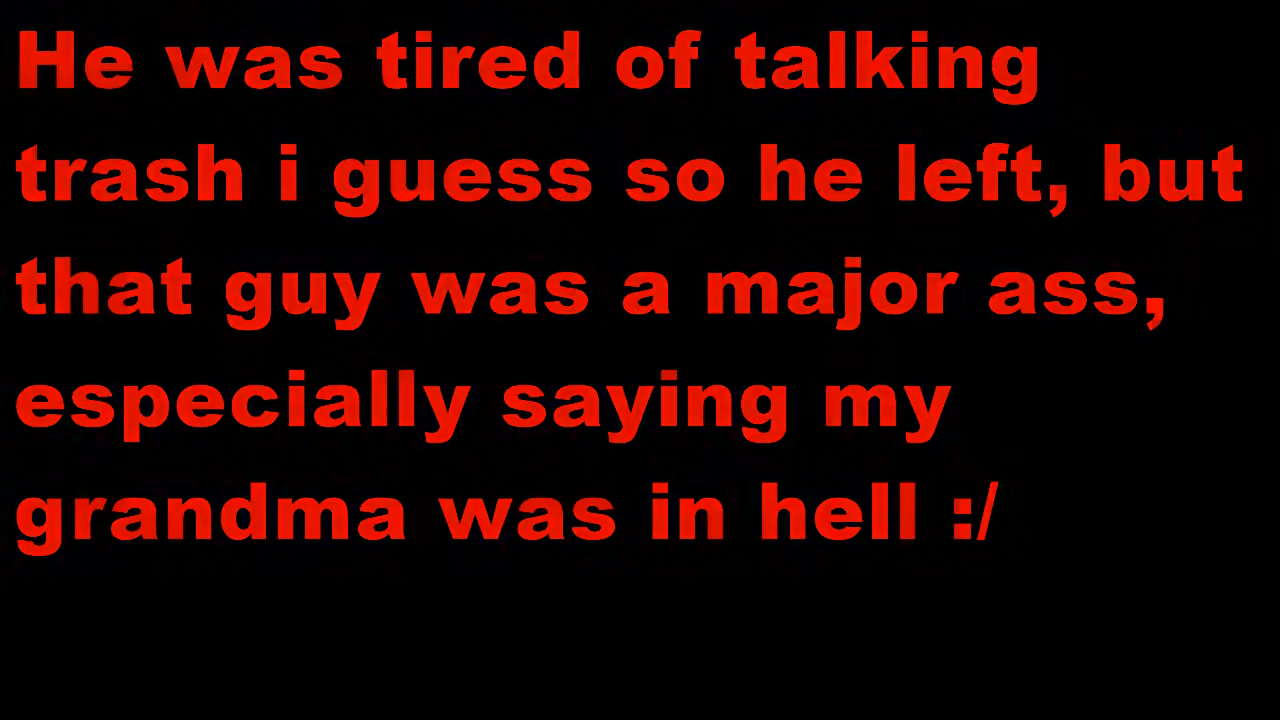 He was tired of talking
trash i guess so he left, but
that guy was a major ass,
especially saying my
grandma was in hell :/